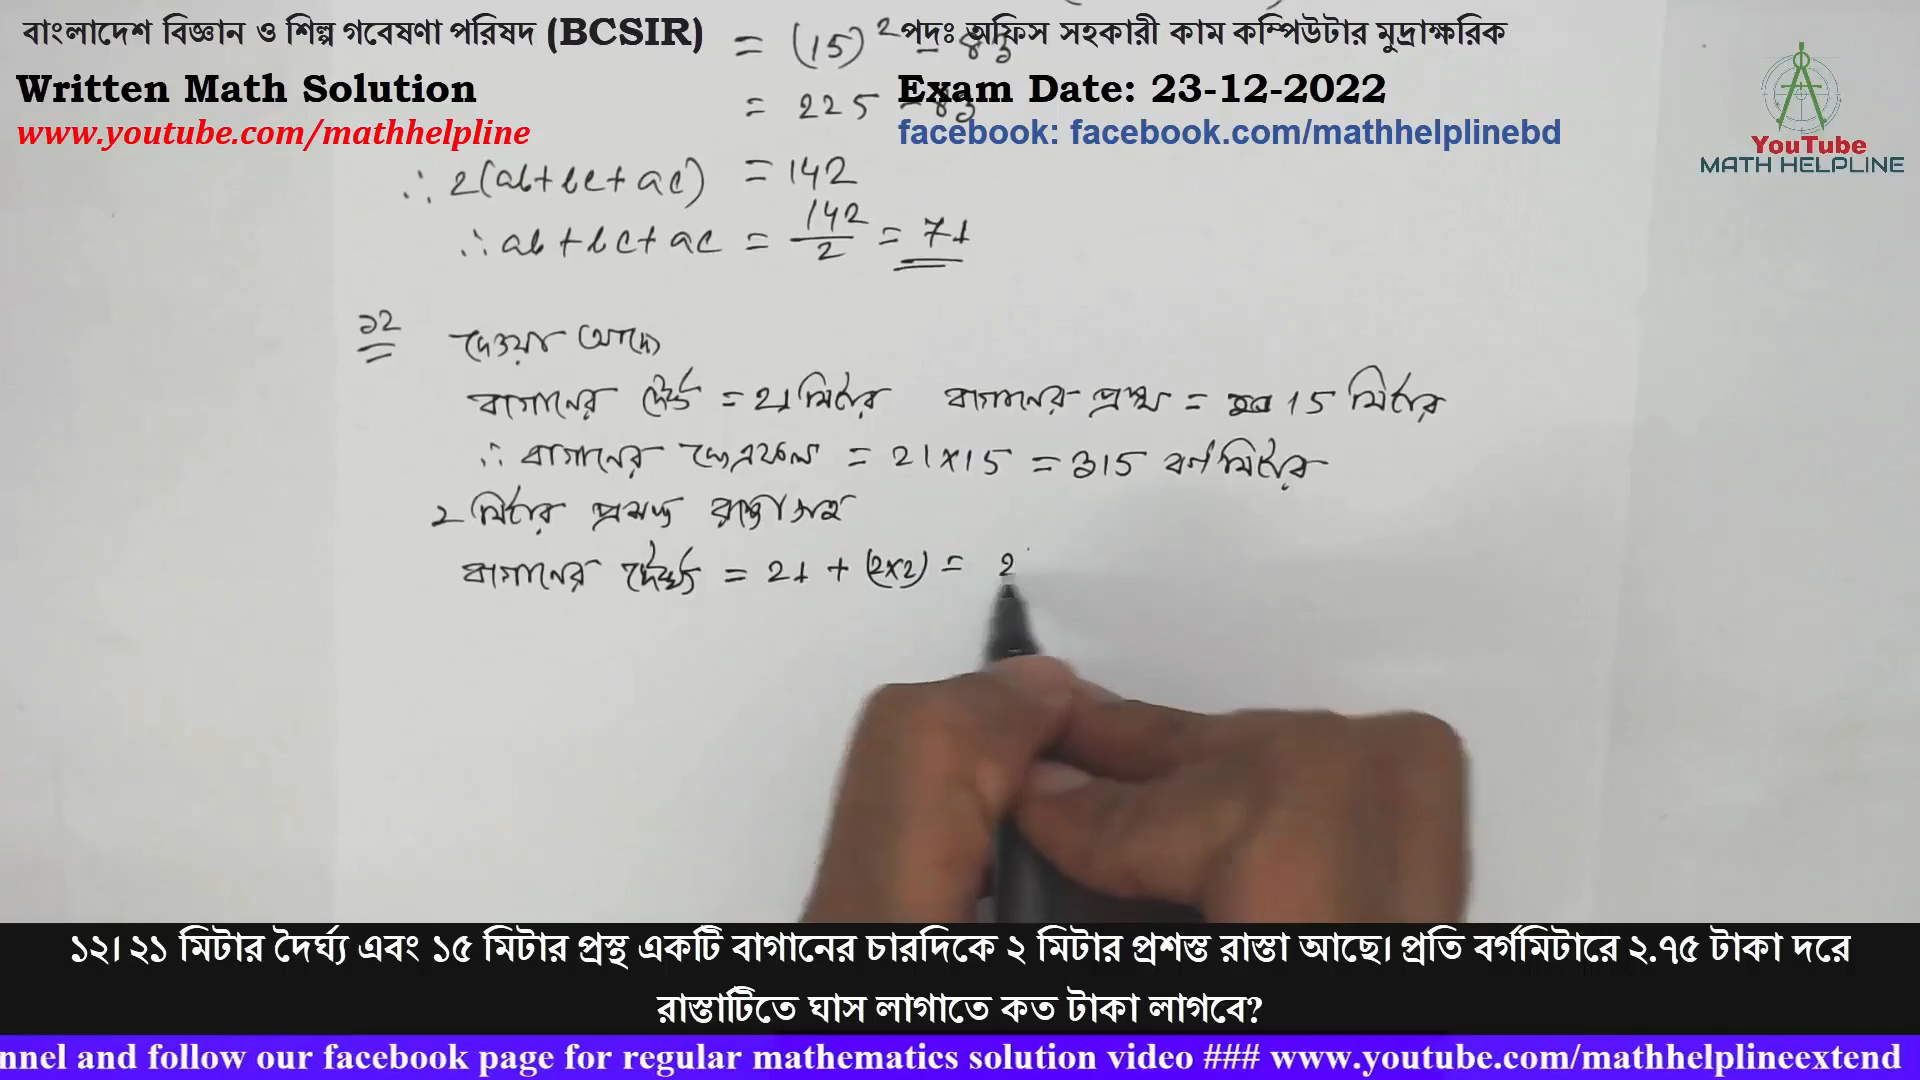 বাংলাদেশ বিজ্ঞান ও শিল্প গবেষণা পরিষদ (BCSIR)
পদঃ অফিস সহকারী কাম কম্পিউটার মুদ্রাক্ষরিক
Written Math Solution
Exam Date: 23-12-2022
www.youtube.com/mathhelpline
facebook: facebook.com/mathhelplinebd
YouTube
MATH HELPLINE
= (15)² - 83
= 225 - 83
∴ 2(ab+bc+ac) = 142
∴ ab+bc+ac = 142/2 = 71
১২ দেওয়া আছে
বাগানের দৈর্ঘ্য = 21 মিটার বাগানের প্রস্থ = 15 মিটার
∴ বাগানের ক্ষেত্রফল = 21×15 = 315 বর্গমিটার
2 মিটার প্রশস্ত রাস্তাসহ
বাগানের দৈর্ঘ্য = 21 + (2×2) = 2
১২। ২১ মিটার দৈর্ঘ্য এবং ১৫ মিটার প্রস্থ একটি বাগানের চারদিকে ২ মিটার প্রশস্ত রাস্তা আছে। প্রতি বর্গমিটারে ২.৭৫ টাকা দরে
রাস্তাটিতে ঘাস লাগাতে কত টাকা লাগবে?
nnel and follow our facebook page for regular mathematics solution video ### www.youtube.com/mathhelplineextend